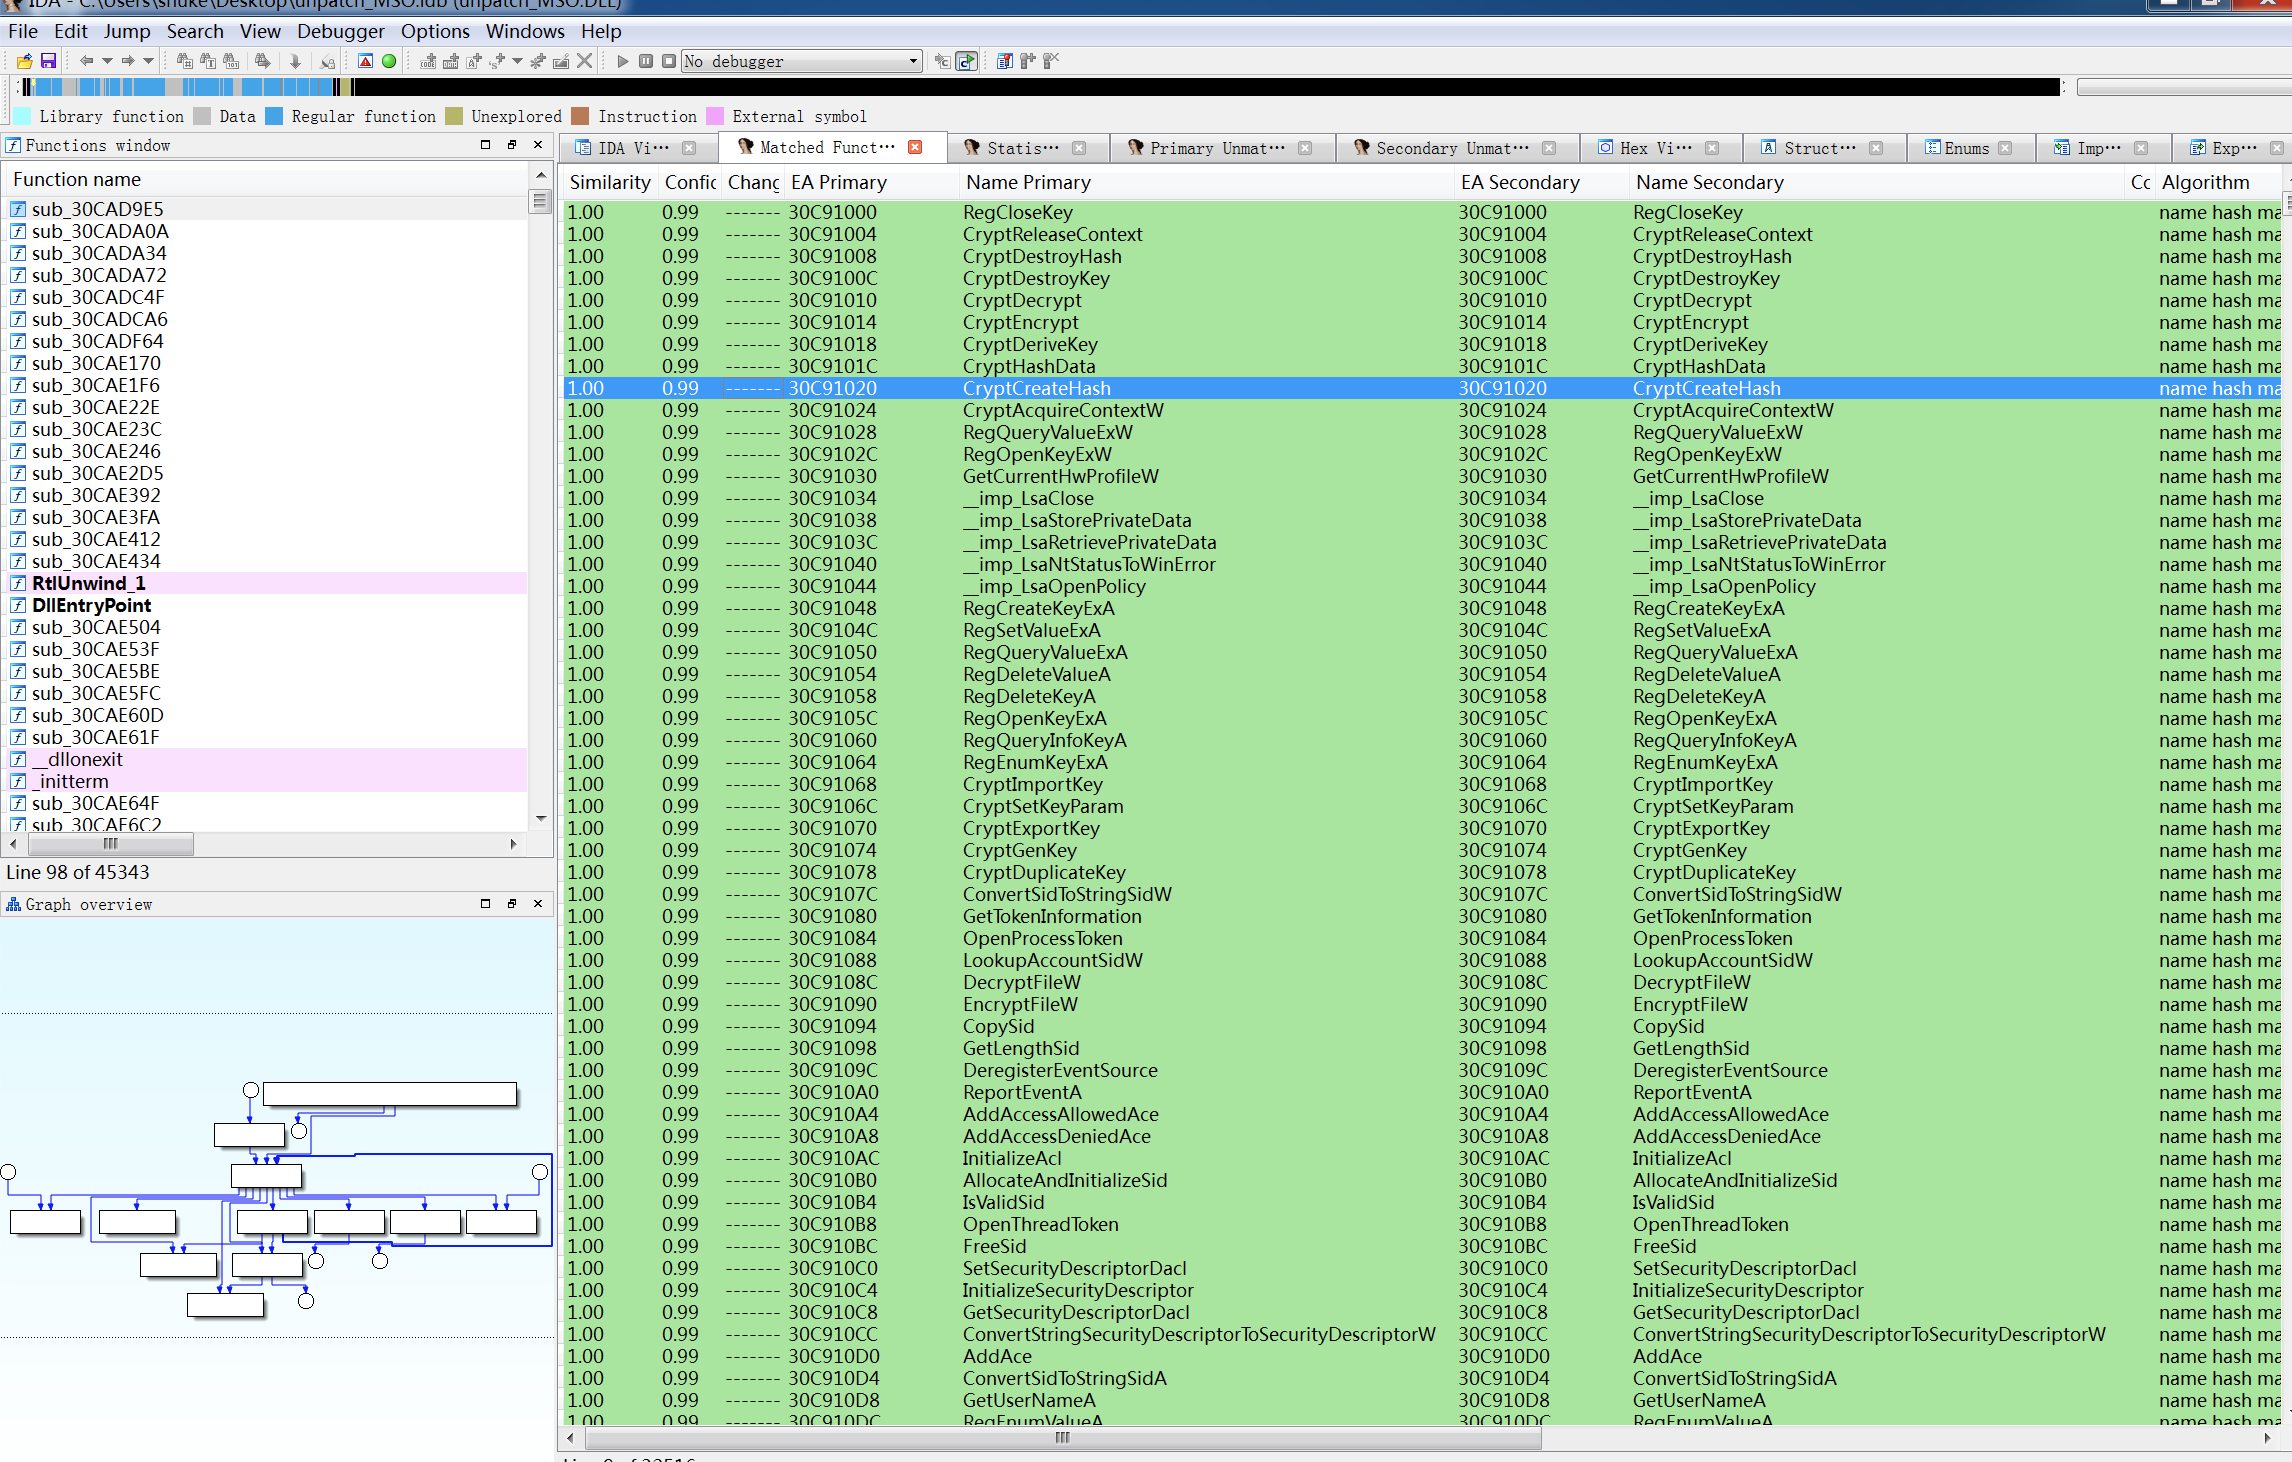 IDA - C:\Users\shuke\Desktop\unpatch_MSO.idb (unpatch_MSO.DLL)
File Edit Jump Search View Debugger Options Windows Help
No debugger
Library function Data Regular function Unexplored Instruction External symbol
Functions window
Function name
sub_30CAD9E5
sub_30CADA0A
sub_30CADA34
sub_30CADA72
sub_30CADC4F
sub_30CADCA6
sub_30CADF64
sub_30CAE170
sub_30CAE1F6
sub_30CAE22E
sub_30CAE23C
sub_30CAE246
sub_30CAE2D5
sub_30CAE392
sub_30CAE3FA
sub_30CAE412
sub_30CAE434
RtlUnwind_1
DllEntryPoint
sub_30CAE504
sub_30CAE53F
sub_30CAE5BE
sub_30CAE5FC
sub_30CAE60D
sub_30CAE61F
__dllonexit
_initterm
sub_30CAE64F
sub_30CAE6C2
Line 98 of 45343
Graph overview
IDA Vi··· Matched Funct··· Statis··· Primary Unmat··· Secondary Unmat··· Hex Vi··· Struct··· Enums Imp··· Exp···
Similarity Confic Chang EA Primary Name Primary EA Secondary Name Secondary Cc Algorithm
1.00 0.99 ------- 30C91000 RegCloseKey 30C91000 RegCloseKey name hash ma
1.00 0.99 ------- 30C91004 CryptReleaseContext 30C91004 CryptReleaseContext name hash ma
1.00 0.99 ------- 30C91008 CryptDestroyHash 30C91008 CryptDestroyHash name hash ma
1.00 0.99 ------- 30C9100C CryptDestroyKey 30C9100C CryptDestroyKey name hash ma
1.00 0.99 ------- 30C91010 CryptDecrypt 30C91010 CryptDecrypt name hash ma
1.00 0.99 ------- 30C91014 CryptEncrypt 30C91014 CryptEncrypt name hash ma
1.00 0.99 ------- 30C91018 CryptDeriveKey 30C91018 CryptDeriveKey name hash ma
1.00 0.99 ------- 30C9101C CryptHashData 30C9101C CryptHashData name hash ma
1.00 0.99 ------- 30C91020 CryptCreateHash 30C91020 CryptCreateHash name hash ma
1.00 0.99 ------- 30C91024 CryptAcquireContextW 30C91024 CryptAcquireContextW name hash ma
1.00 0.99 ------- 30C91028 RegQueryValueExW 30C91028 RegQueryValueExW name hash ma
1.00 0.99 ------- 30C9102C RegOpenKeyExW 30C9102C RegOpenKeyExW name hash ma
1.00 0.99 ------- 30C91030 GetCurrentHwProfileW 30C91030 GetCurrentHwProfileW name hash ma
1.00 0.99 ------- 30C91034 __imp_LsaClose 30C91034 __imp_LsaClose name hash ma
1.00 0.99 ------- 30C91038 __imp_LsaStorePrivateData 30C91038 __imp_LsaStorePrivateData name hash ma
1.00 0.99 ------- 30C9103C __imp_LsaRetrievePrivateData 30C9103C __imp_LsaRetrievePrivateData name hash ma
1.00 0.99 ------- 30C91040 __imp_LsaNtStatusToWinError 30C91040 __imp_LsaNtStatusToWinError name hash ma
1.00 0.99 ------- 30C91044 __imp_LsaOpenPolicy 30C91044 __imp_LsaOpenPolicy name hash ma
1.00 0.99 ------- 30C91048 RegCreateKeyExA 30C91048 RegCreateKeyExA name hash ma
1.00 0.99 ------- 30C9104C RegSetValueExA 30C9104C RegSetValueExA name hash ma
1.00 0.99 ------- 30C91050 RegQueryValueExA 30C91050 RegQueryValueExA name hash ma
1.00 0.99 ------- 30C91054 RegDeleteValueA 30C91054 RegDeleteValueA name hash ma
1.00 0.99 ------- 30C91058 RegDeleteKeyA 30C91058 RegDeleteKeyA name hash ma
1.00 0.99 ------- 30C9105C RegOpenKeyExA 30C9105C RegOpenKeyExA name hash ma
1.00 0.99 ------- 30C91060 RegQueryInfoKeyA 30C91060 RegQueryInfoKeyA name hash ma
1.00 0.99 ------- 30C91064 RegEnumKeyExA 30C91064 RegEnumKeyExA name hash ma
1.00 0.99 ------- 30C91068 CryptImportKey 30C91068 CryptImportKey name hash ma
1.00 0.99 ------- 30C9106C CryptSetKeyParam 30C9106C CryptSetKeyParam name hash ma
1.00 0.99 ------- 30C91070 CryptExportKey 30C91070 CryptExportKey name hash ma
1.00 0.99 ------- 30C91074 CryptGenKey 30C91074 CryptGenKey name hash ma
1.00 0.99 ------- 30C91078 CryptDuplicateKey 30C91078 CryptDuplicateKey name hash ma
1.00 0.99 ------- 30C9107C ConvertSidToStringSidW 30C9107C ConvertSidToStringSidW name hash ma
1.00 0.99 ------- 30C91080 GetTokenInformation 30C91080 GetTokenInformation name hash ma
1.00 0.99 ------- 30C91084 OpenProcessToken 30C91084 OpenProcessToken name hash ma
1.00 0.99 ------- 30C91088 LookupAccountSidW 30C91088 LookupAccountSidW name hash ma
1.00 0.99 ------- 30C9108C DecryptFileW 30C9108C DecryptFileW name hash ma
1.00 0.99 ------- 30C91090 EncryptFileW 30C91090 EncryptFileW name hash ma
1.00 0.99 ------- 30C91094 CopySid 30C91094 CopySid name hash ma
1.00 0.99 ------- 30C91098 GetLengthSid 30C91098 GetLengthSid name hash ma
1.00 0.99 ------- 30C9109C DeregisterEventSource 30C9109C DeregisterEventSource name hash ma
1.00 0.99 ------- 30C910A0 ReportEventA 30C910A0 ReportEventA name hash ma
1.00 0.99 ------- 30C910A4 AddAccessAllowedAce 30C910A4 AddAccessAllowedAce name hash ma
1.00 0.99 ------- 30C910A8 AddAccessDeniedAce 30C910A8 AddAccessDeniedAce name hash ma
1.00 0.99 ------- 30C910AC InitializeAcl 30C910AC InitializeAcl name hash ma
1.00 0.99 ------- 30C910B0 AllocateAndInitializeSid 30C910B0 AllocateAndInitializeSid name hash ma
1.00 0.99 ------- 30C910B4 IsValidSid 30C910B4 IsValidSid name hash ma
1.00 0.99 ------- 30C910B8 OpenThreadToken 30C910B8 OpenThreadToken name hash ma
1.00 0.99 ------- 30C910BC FreeSid 30C910BC FreeSid name hash ma
1.00 0.99 ------- 30C910C0 SetSecurityDescriptorDacl 30C910C0 SetSecurityDescriptorDacl name hash ma
1.00 0.99 ------- 30C910C4 InitializeSecurityDescriptor 30C910C4 InitializeSecurityDescriptor name hash ma
1.00 0.99 ------- 30C910C8 GetSecurityDescriptorDacl 30C910C8 GetSecurityDescriptorDacl name hash ma
1.00 0.99 ------- 30C910CC ConvertStringSecurityDescriptorToSecurityDescriptorW 30C910CC ConvertStringSecurityDescriptorToSecurityDescriptorW name hash ma
1.00 0.99 ------- 30C910D0 AddAce 30C910D0 AddAce name hash ma
1.00 0.99 ------- 30C910D4 ConvertSidToStringSidA 30C910D4 ConvertSidToStringSidA name hash ma
1.00 0.99 ------- 30C910D8 GetUserNameA 30C910D8 GetUserNameA name hash ma
1.00 0.99 ------- 30C910DC RegEnumValueA 30C910DC RegEnumValueA name hash ma